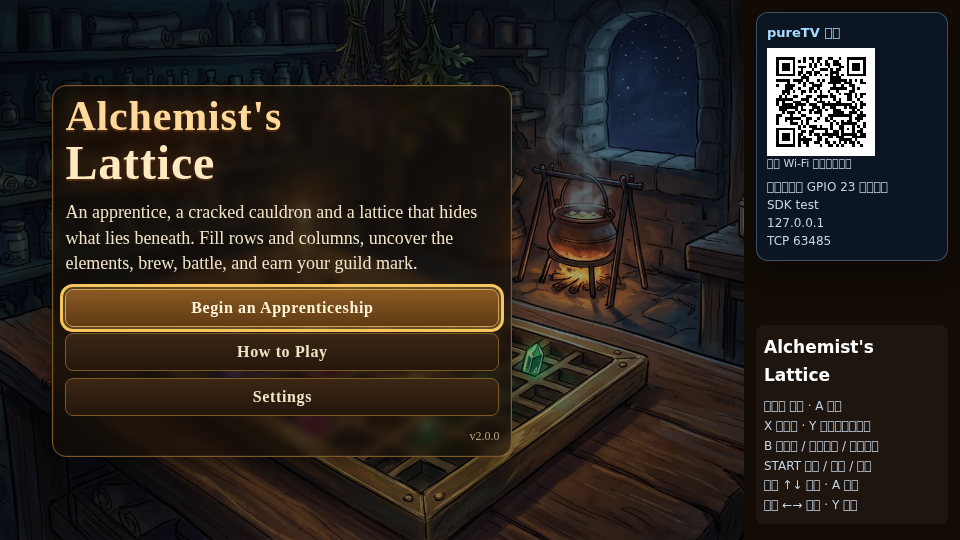 Alchemist's
Lattice
An apprentice, a cracked cauldron and a lattice that hides
what lies beneath. Fill rows and columns, uncover the
elements, brew, battle, and earn your guild mark.
Begin an Apprenticeship
How to Play
Settings
v2.0.0
pureTV
Wi-Fi
GPIO 23
SDK test
127.0.0.1
TCP 63485
Alchemist's
Lattice
· A
X · Y
B / /
START / /
↑↓ · A
←→ · Y